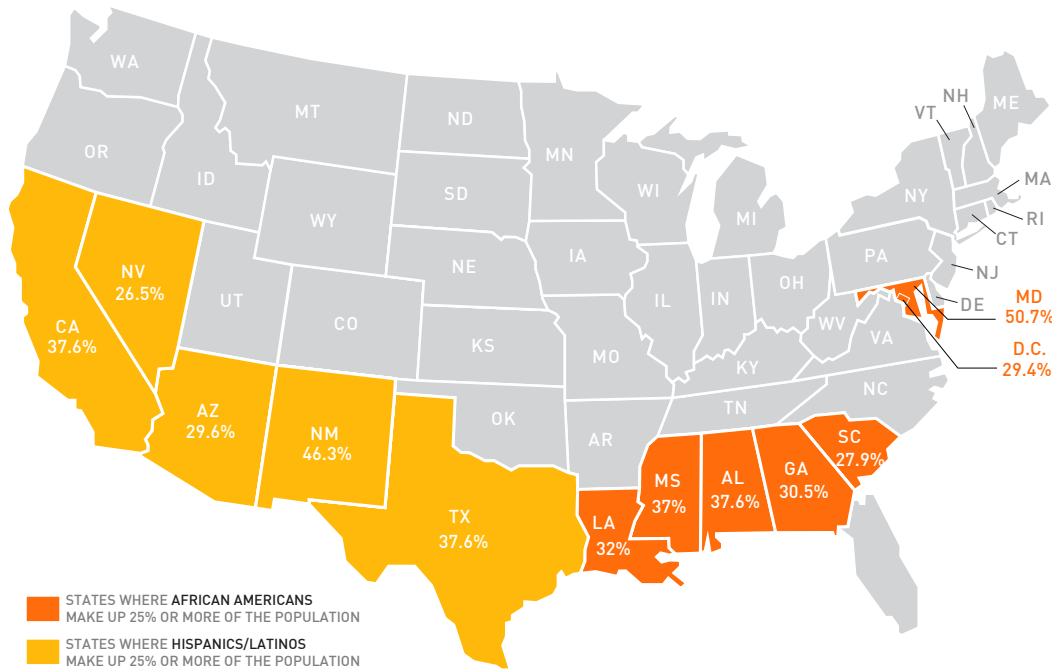 WA
MT
ND
MN
OR
ID
WY
SD
WI
MI
NY
VT
NH
ME
MA
RI
CT
NJ
PA
DE
MD
50.7%
D.C.
29.4%
NV
26.5%
CA
37.6%
UT
CO
NE
IA
IL
IN
OH
WV
VA
KS
MO
KY
NC
TN
AZ
29.6%
NM
46.3%
OK
AR
TX
37.6%
LA
32%
MS
37%
AL
37.6%
GA
30.5%
SC
27.9%
STATES WHERE AFRICAN AMERICANS
MAKE UP 25% OR MORE OF THE POPULATION
STATES WHERE HISPANICS/LATINOS
MAKE UP 25% OR MORE OF THE POPULATION